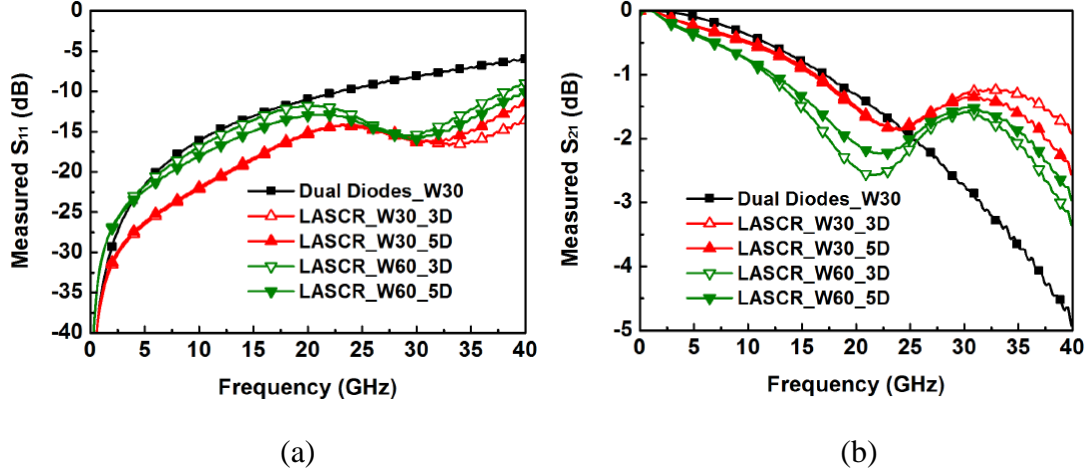 0
-5
-10
-15
-20
-25
-30
-35
-40
Measured S₁₁ (dB)
Dual Diodes_W30
LASCR_W30_3D
LASCR_W30_5D
LASCR_W60_3D
LASCR_W60_5D
0 5 10 15 20 25 30 35 40
Frequency (GHz)
(a)
0
-1
-2
-3
-4
-5
Measured S₂₁ (dB)
Dual Diodes_W30
LASCR_W30_3D
LASCR_W30_5D
LASCR_W60_3D
LASCR_W60_5D
0 5 10 15 20 25 30 35 40
Frequency (GHz)
(b)